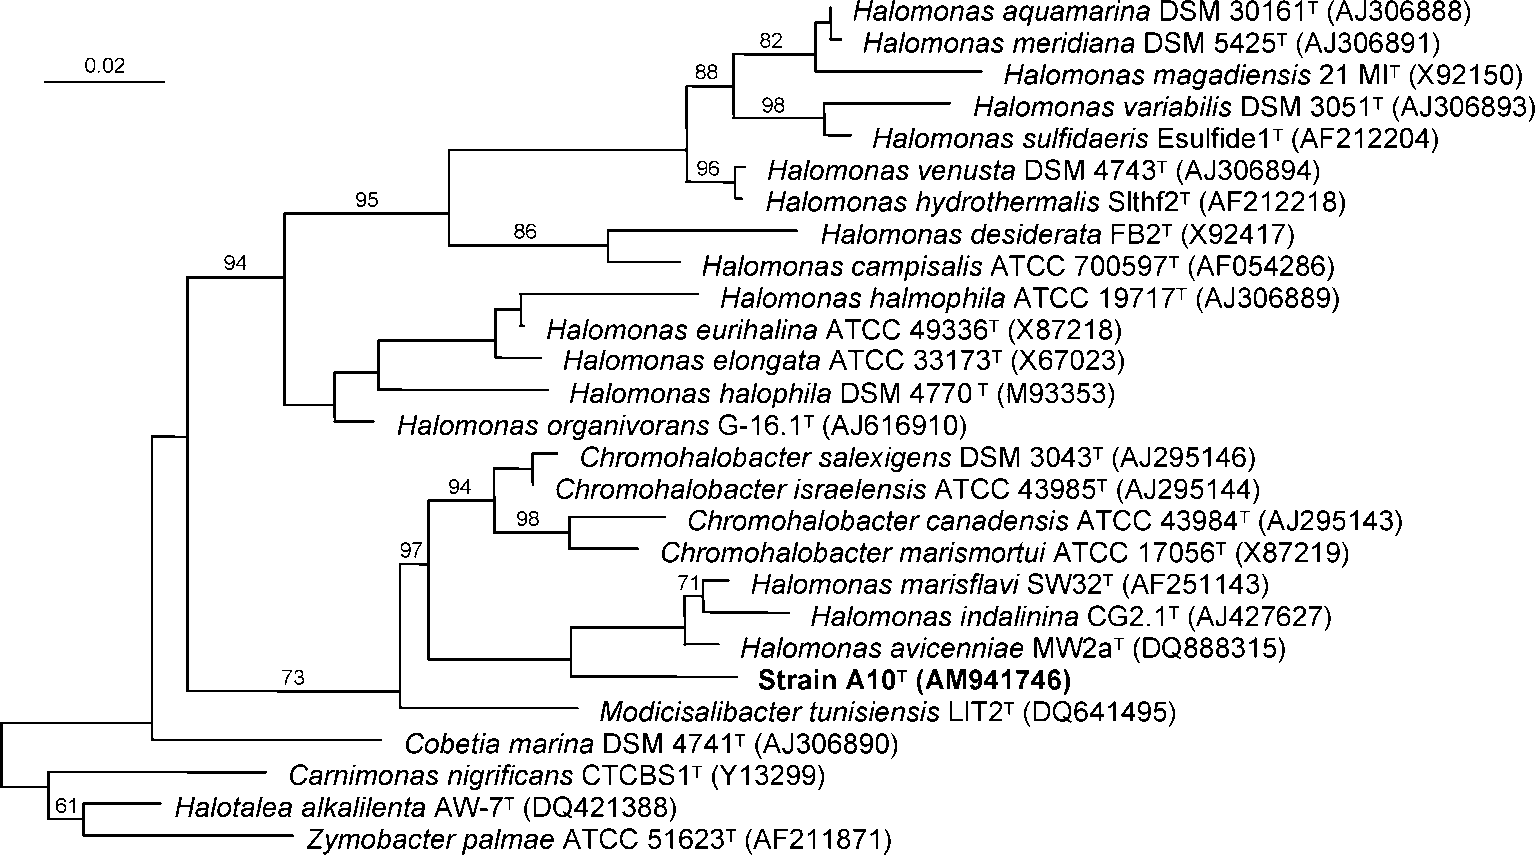 Halomonas aquamarina DSM 30161ᵀ (AJ306888)
82
Halomonas meridiana DSM 5425ᵀ (AJ306891)
0.02
88
Halomonas magadiensis 21 MIᵀ (X92150)
98
Halomonas variabilis DSM 3051ᵀ (AJ306893)
Halomonas sulfidaeris Esulfide1ᵀ (AF212204)
96
Halomonas venusta DSM 4743ᵀ (AJ306894)
95
Halomonas hydrothermalis Slthf2ᵀ (AF212218)
86
Halomonas desiderata FB2ᵀ (X92417)
94
Halomonas campisalis ATCC 700597ᵀ (AF054286)
Halomonas halmophila ATCC 19717ᵀ (AJ306889)
Halomonas eurihalina ATCC 49336ᵀ (X87218)
Halomonas elongata ATCC 33173ᵀ (X67023)
Halomonas halophila DSM 4770ᵀ (M93353)
Halomonas organivorans G-16.1ᵀ (AJ616910)
Chromohalobacter salexigens DSM 3043ᵀ (AJ295146)
94
Chromohalobacter israelensis ATCC 43985ᵀ (AJ295144)
98
Chromohalobacter canadensis ATCC 43984ᵀ (AJ295143)
97
Chromohalobacter marismortui ATCC 17056ᵀ (X87219)
71
Halomonas marisflavi SW32ᵀ (AF251143)
Halomonas indalinina CG2.1ᵀ (AJ427627)
Halomonas avicenniae MW2aᵀ (DQ888315)
73
Strain A10ᵀ (AM941746)
Modicisalibacter tunisiensis LIT2ᵀ (DQ641495)
Cobetia marina DSM 4741ᵀ (AJ306890)
Carnimonas nigrificans CTCBS1ᵀ (Y13299)
61
Halotalea alkalilenta AW-7ᵀ (DQ421388)
Zymobacter palmae ATCC 51623ᵀ (AF211871)